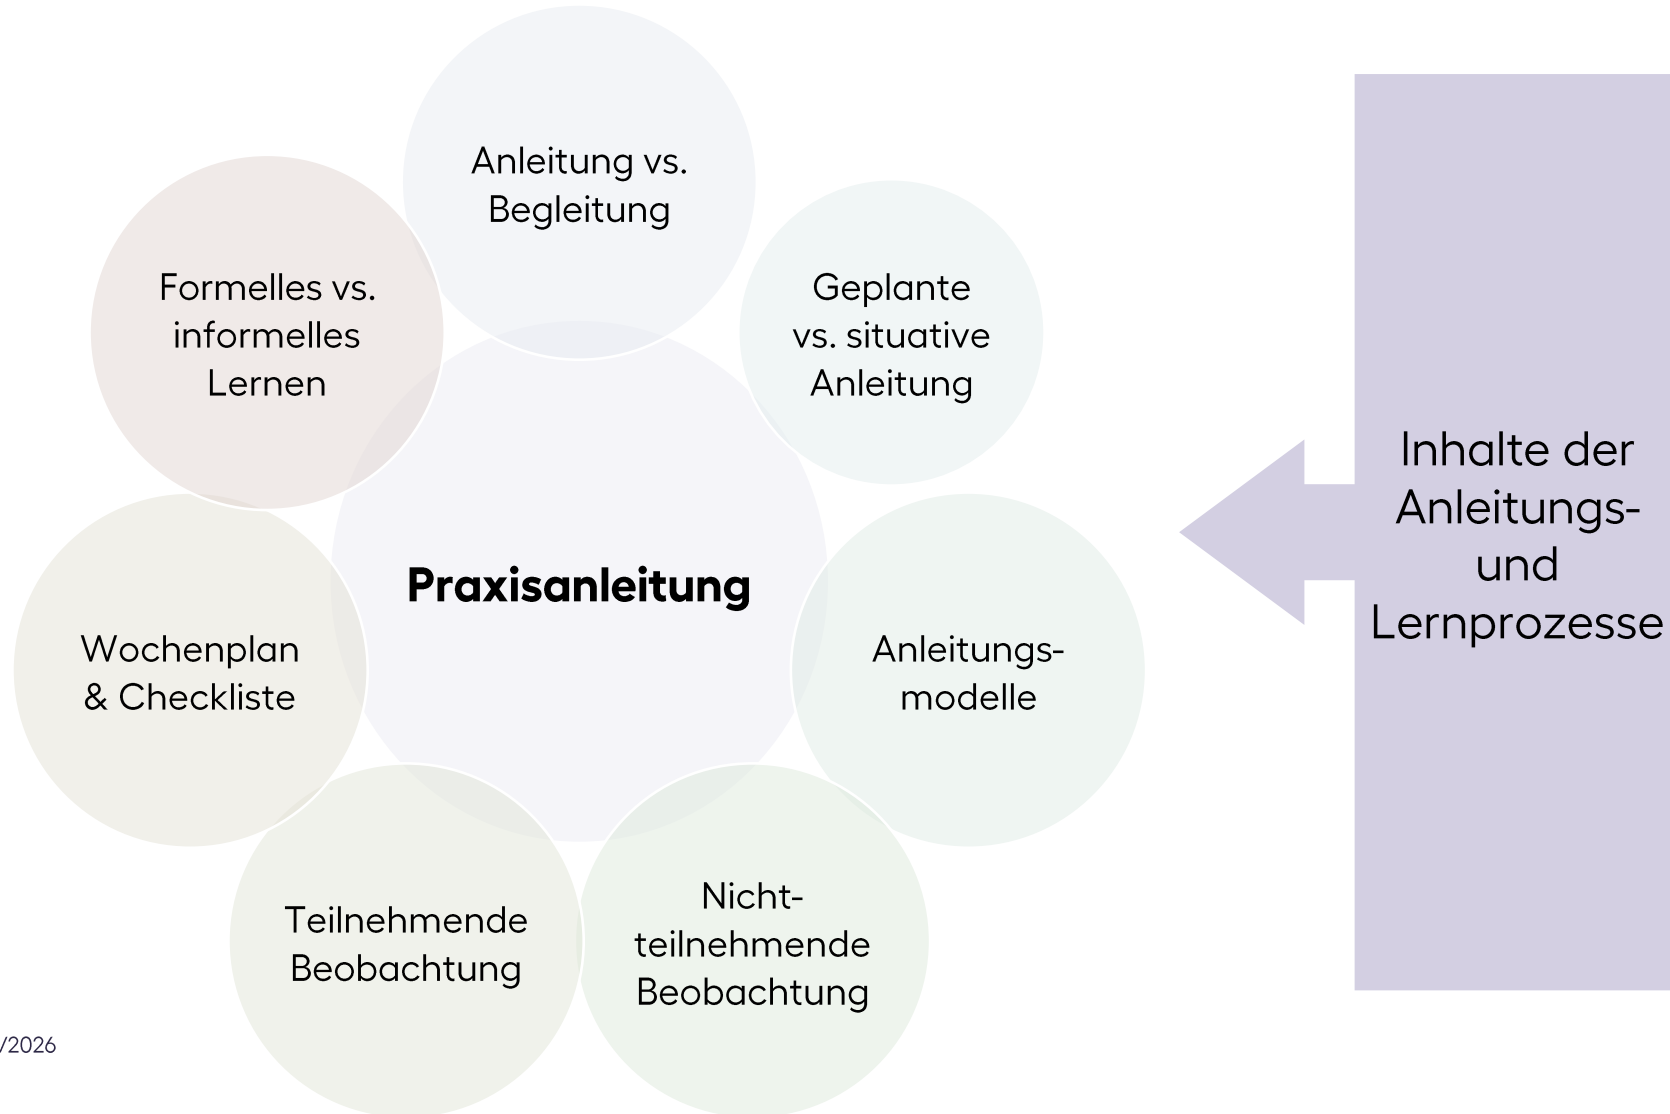 Anleitung vs.
Begleitung
Formelles vs.
informelles
Lernen
Geplante
vs. situative
Anleitung
Praxisanleitung
Wochenplan
& Checkliste
Anleitungs-
modelle
Teilnehmende
Beobachtung
Nicht-
teilnehmende
Beobachtung
Inhalte der
Anleitungs-
und
Lernprozesse
/2026